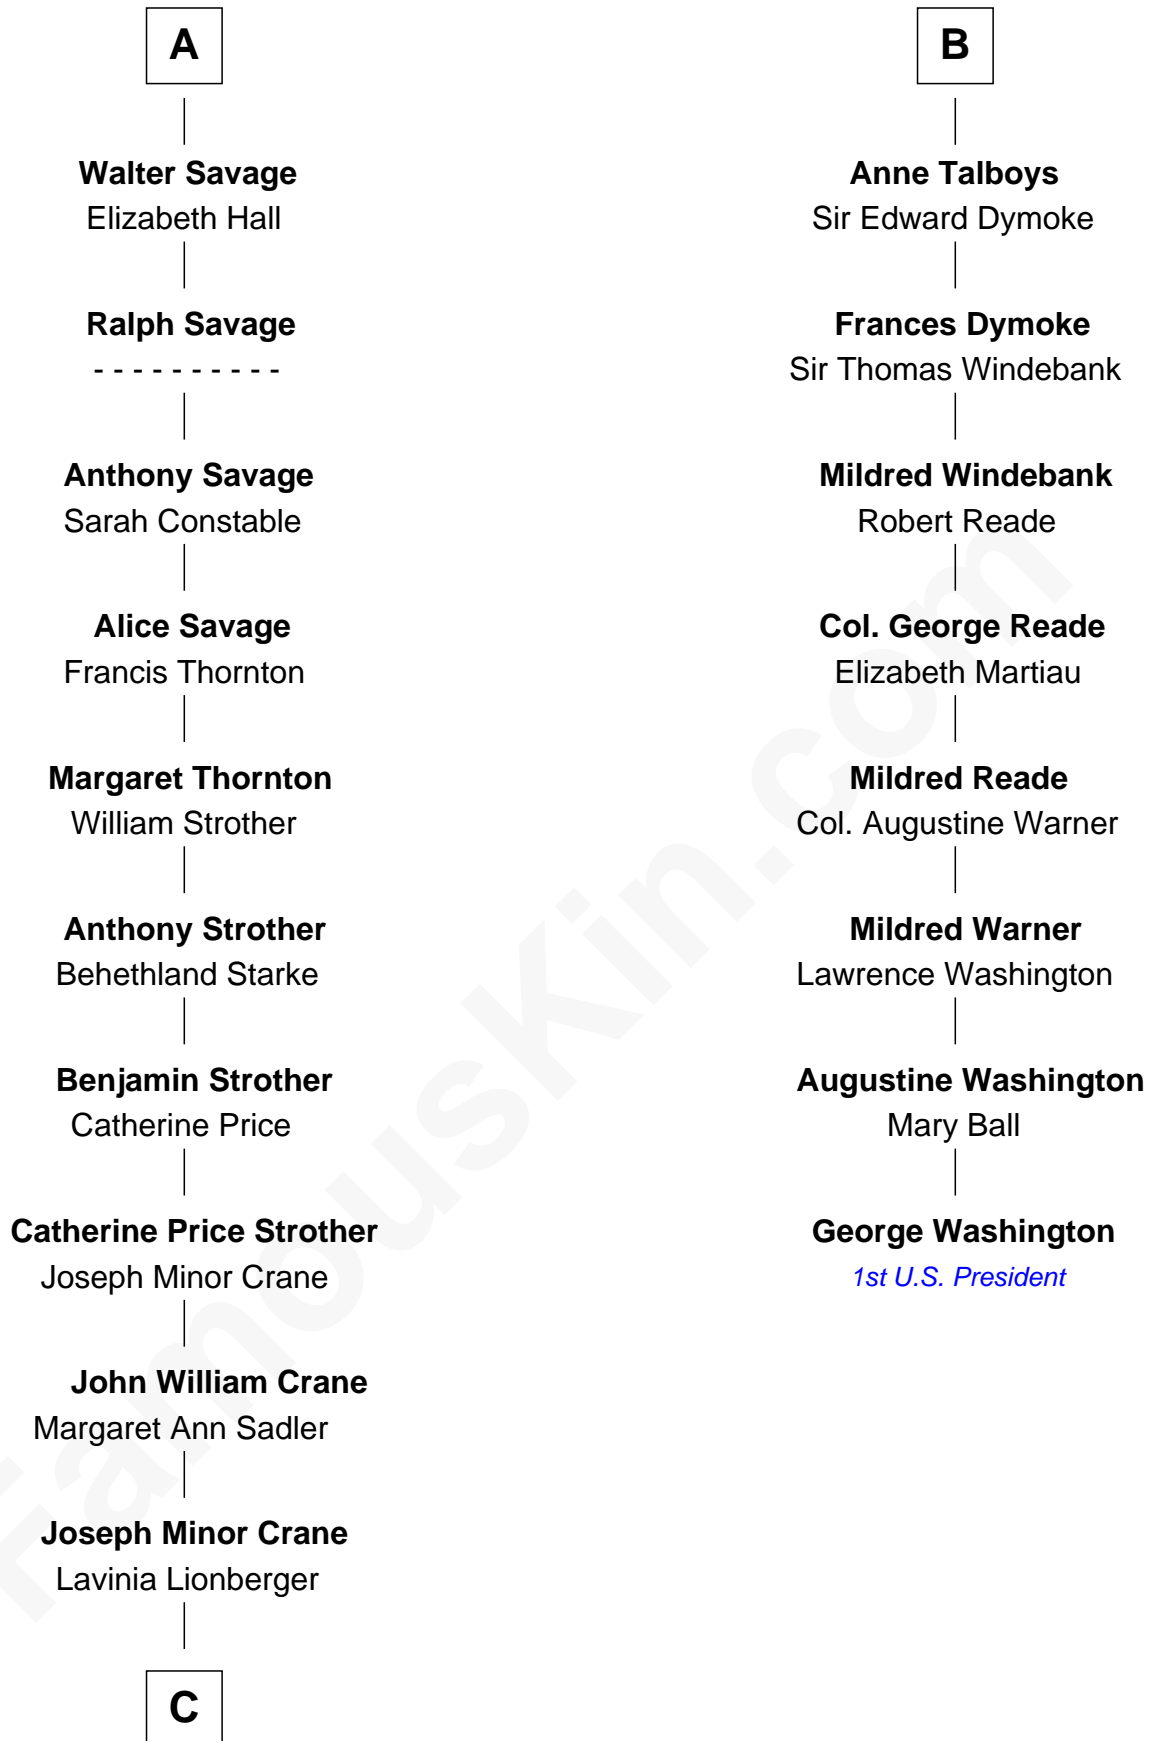 A
Walter Savage
Elizabeth Hall
Ralph Savage
- - - - - - - - - -
Anthony Savage
Sarah Constable
Alice Savage
Francis Thornton
Margaret Thornton
William Strother
Anthony Strother
Behethland Starke
Benjamin Strother
Catherine Price
Catherine Price Strother
Joseph Minor Crane
John William Crane
Margaret Ann Sadler
Joseph Minor Crane
Lavinia Lionberger
C
B
Anne Talboys
Sir Edward Dymoke
Frances Dymoke
Sir Thomas Windebank
Mildred Windebank
Robert Reade
Col. George Reade
Elizabeth Martiau
Mildred Reade
Col. Augustine Warner
Mildred Warner
Lawrence Washington
Augustine Washington
Mary Ball
George Washington
1st U.S. President
FamousKin.com